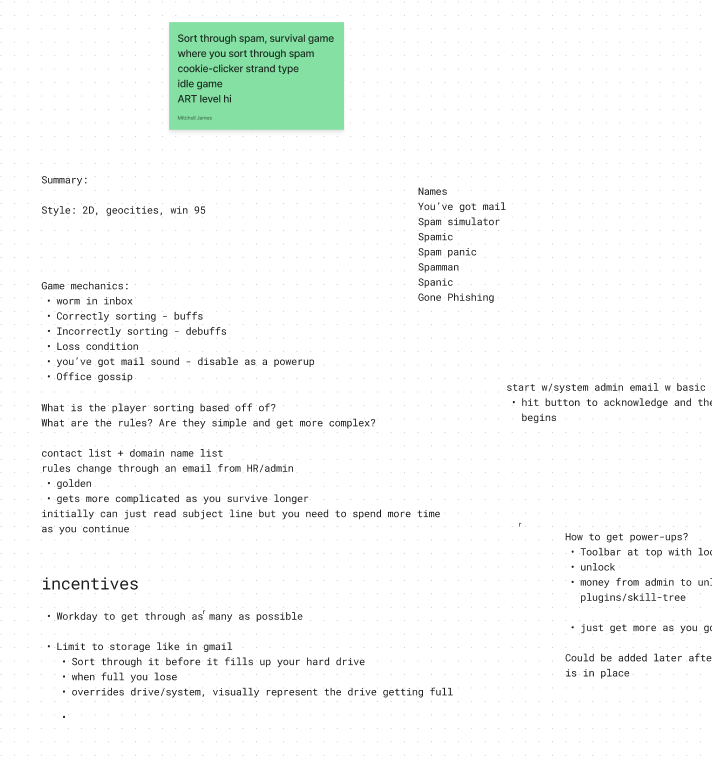 Sort through spam, survival game
where you sort through spam
cookie-clicker strand type
idle game
ART level hi
Mitchell James
Summary:
Style: 2D, geocities, win 95
Names
You've got mail
Spam simulator
Spamic
Spam panic
Spamman
Spanic
Gone Phishing
Game mechanics:
• worm in inbox
• Correctly sorting - buffs
• Incorrectly sorting - debuffs
• Loss condition
• you've got mail sound - disable as a powerup
• Office gossip
What is the player sorting based off of?
What are the rules? Are they simple and get more complex?
contact list + domain name list
rules change through an email from HR/admin
• golden
• gets more complicated as you survive longer
initially can just read subject line but you need to spend more time
as you continue
start w/system admin email w basic
• hit button to acknowledge and the
begins
r
How to get power-ups?
• Toolbar at top with loc
• unlock
• money from admin to unl
plugins/skill-tree
• just get more as you go
Could be added later afte
is in place
incentives
• Workday to get through as many as possible
r
• Limit to storage like in gmail
• Sort through it before it fills up your hard drive
• when full you lose
• overrides drive/system, visually represent the drive getting full
•